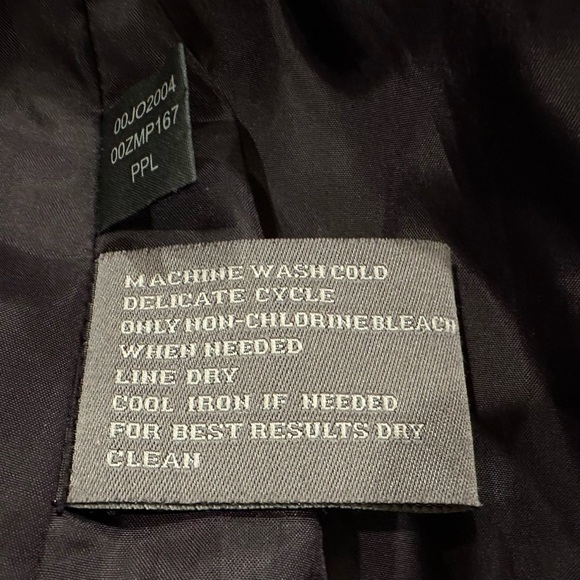 00JO2004
00ZMP167
PPL
MACHINE WASH COLD
DELICATE CYCLE
ONLY NON-CHLORINE BLEACH
WHEN NEEDED
LINE DRY
COOL IRON IF NEEDED
FOR BEST RESULTS DRY
CLEAN